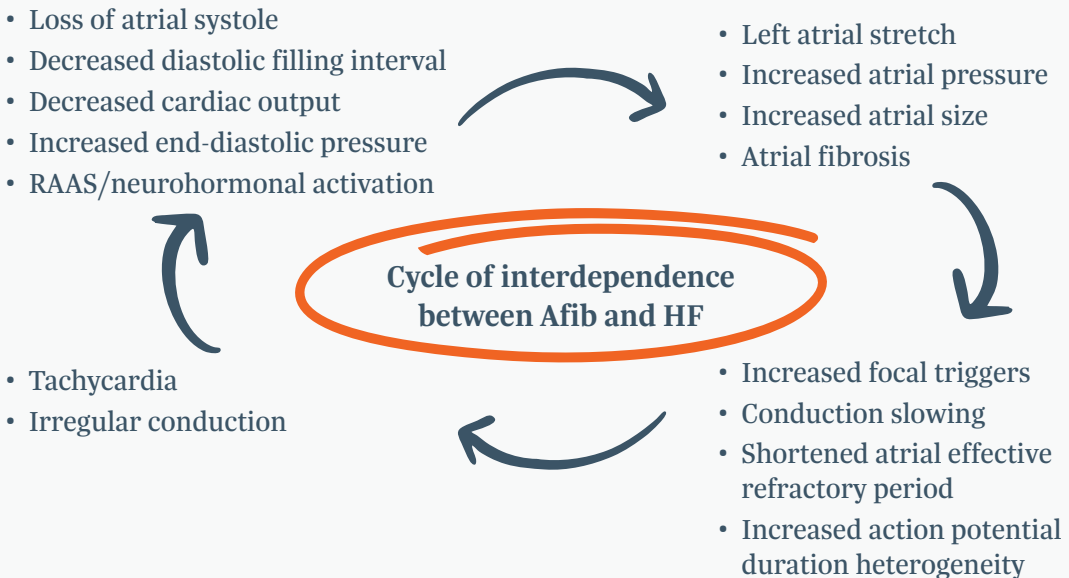 • Loss of atrial systole
• Decreased diastolic filling interval
• Decreased cardiac output
• Increased end-diastolic pressure
• RAAS/neurohormonal activation
• Left atrial stretch
• Increased atrial pressure
• Increased atrial size
• Atrial fibrosis
Cycle of interdependence
between Afib and HF
• Tachycardia
• Irregular conduction
• Increased focal triggers
• Conduction slowing
• Shortened atrial effective
refractory period
• Increased action potential
duration heterogeneity